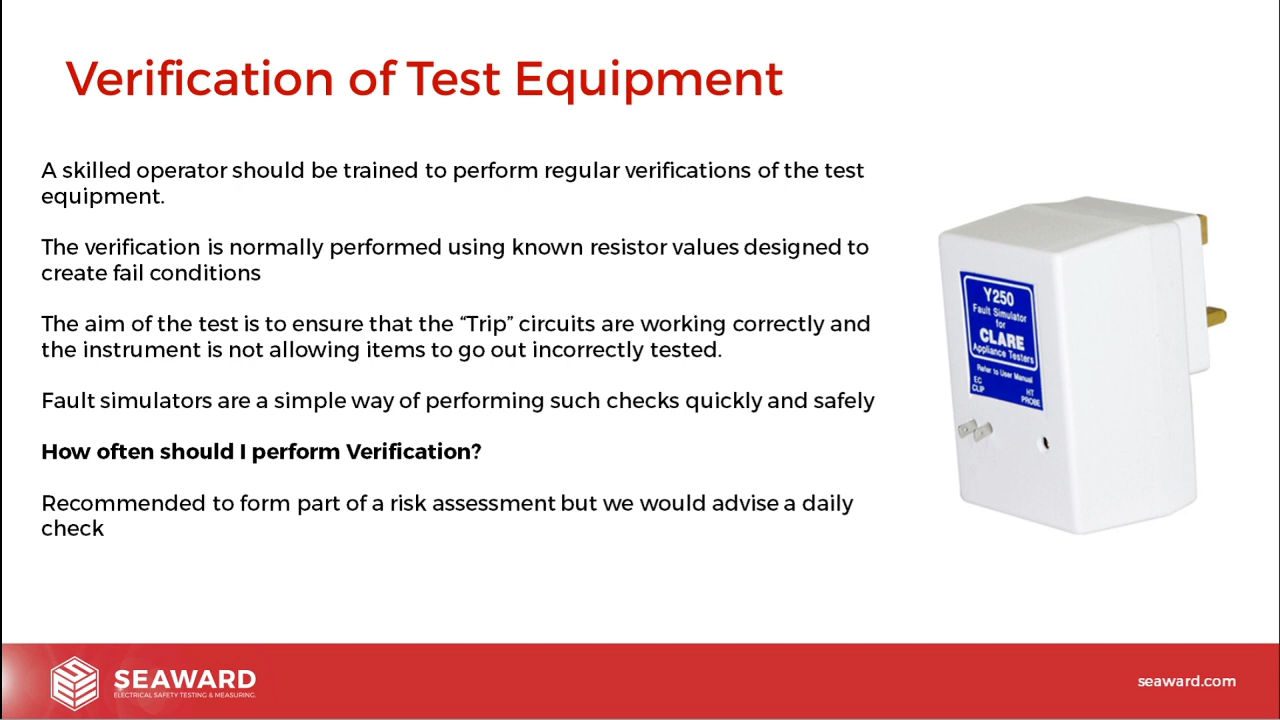 Verification of Test Equipment
A skilled operator should be trained to perform regular verifications of the test
equipment.
The verification is normally performed using known resistor values designed to
create fail conditions
The aim of the test is to ensure that the “Trip” circuits are working correctly and
the instrument is not allowing items to go out incorrectly tested.
Fault simulators are a simple way of performing such checks quickly and safely
How often should I perform Verification?
Recommended to form part of a risk assessment but we would advise a daily
check
Y250
Fault Simulator
for
CLARE
Appliance Testers
Refer to User Manual
EC
CLIP
HT
PROBE
SEAWARD
ELECTRICAL SAFETY TESTING & MEASURING.
seaward.com